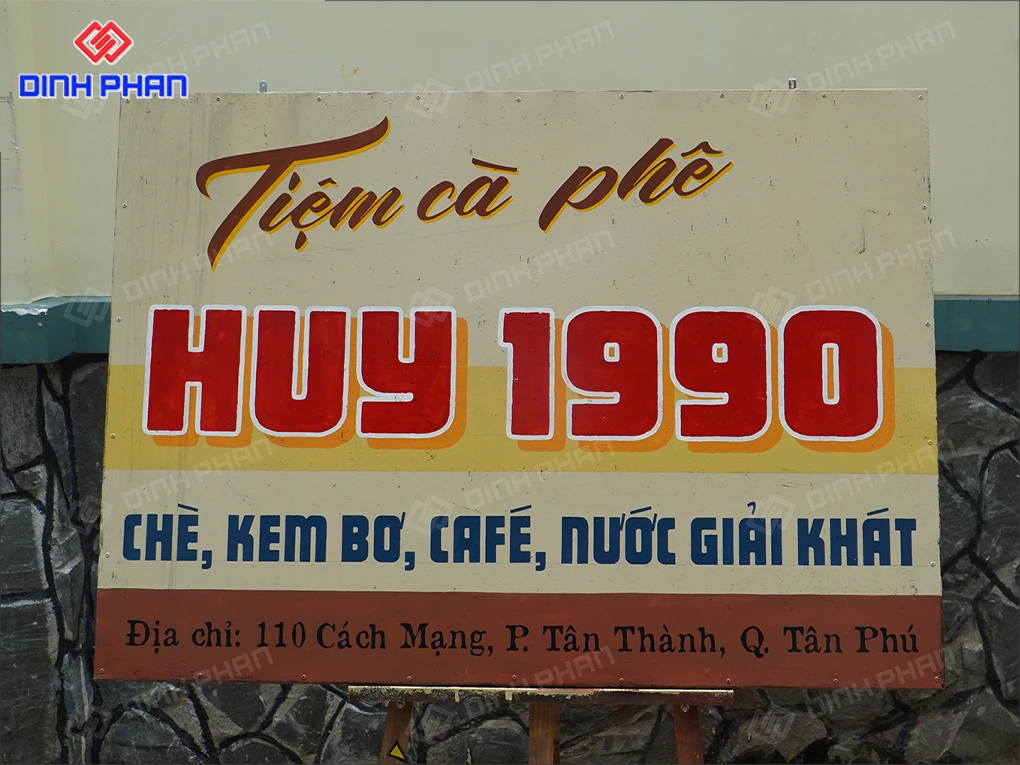 DINH PHAN
Tiệm cà phê
HUY 1990
CHÈ, KEM BƠ, CAFÉ, NƯỚC GIẢI KHÁT
Địa chỉ: 110 Cách Mạng, P. Tân Thành, Q. Tân Phú